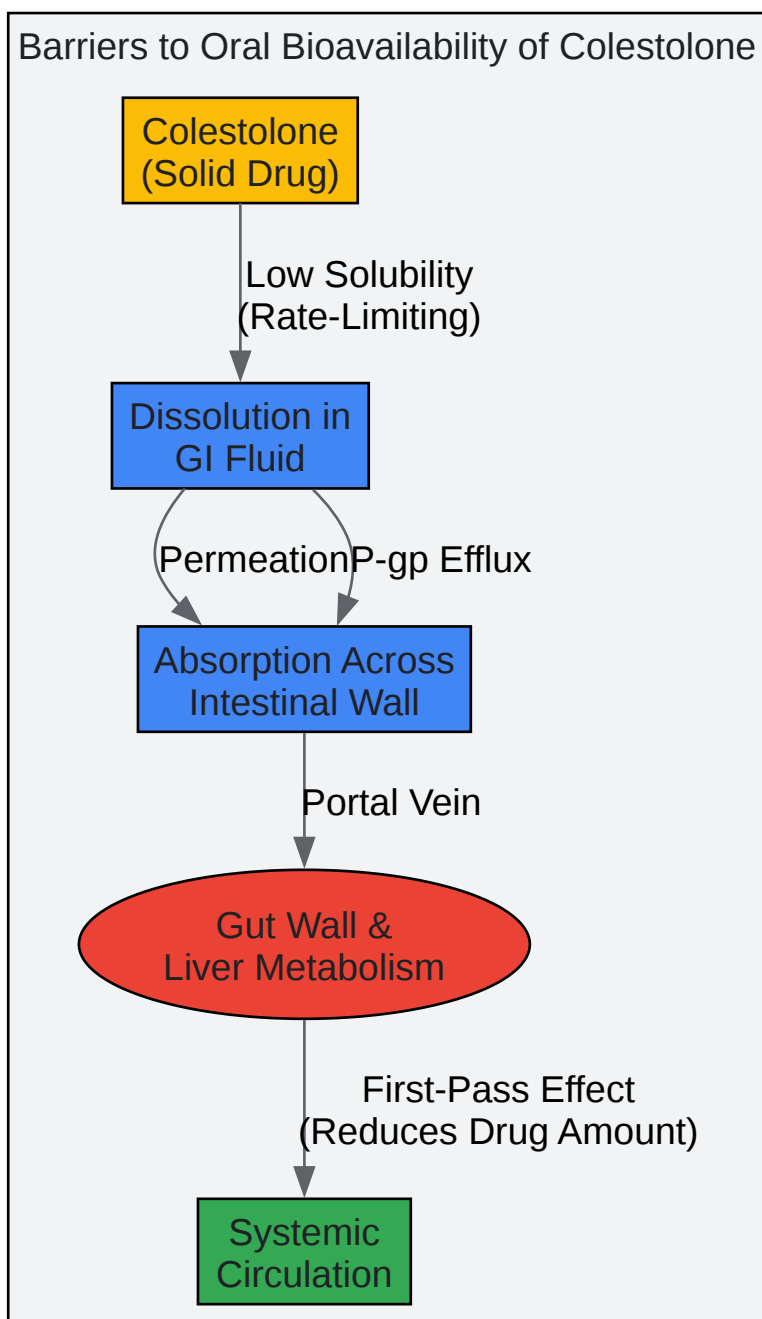 Barriers to Oral Bioavailability of Colestolone
Colestolone
(Solid Drug)
Low Solubility
(Rate-Limiting)
Dissolution in
GI Fluid
Permeation
P-gp Efflux
Absorption Across
Intestinal Wall
Portal Vein
Gut Wall &
Liver Metabolism
First-Pass Effect
(Reduces Drug Amount)
Systemic
Circulation